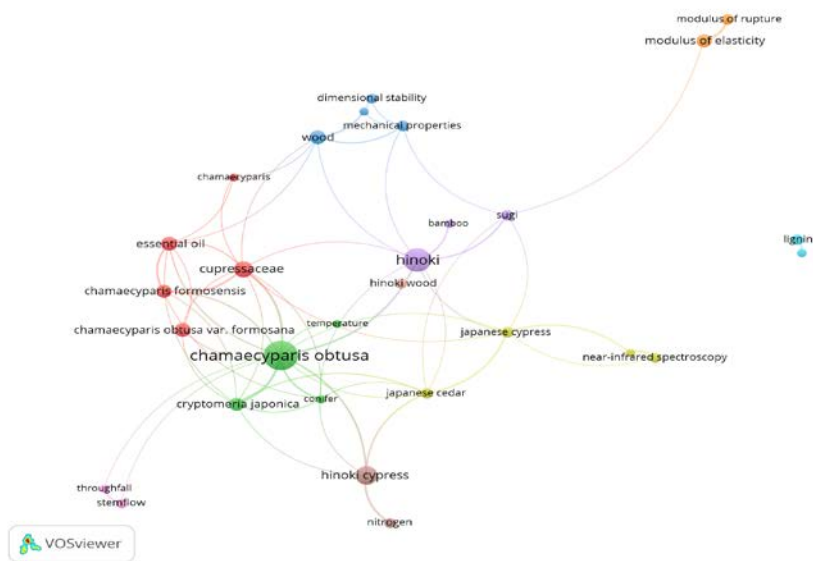 modulus of rupture
modulus of elasticity
dimensional stability
mechanical properties
wood
chamaecyparis
sugi
bamboo
essential oil
lignin
hinoki
cupressaceae
hinoki wood
chamaecyparis formosensis
temperature
chamaecyparis obtusa var. formosana
japanese cypress
chamaecyparis obtusa
near-infrared spectroscopy
japanese cedar
conifer
cryptomeria japonica
hinoki cypress
throughfall
stemflow
nitrogen
VOSviewer